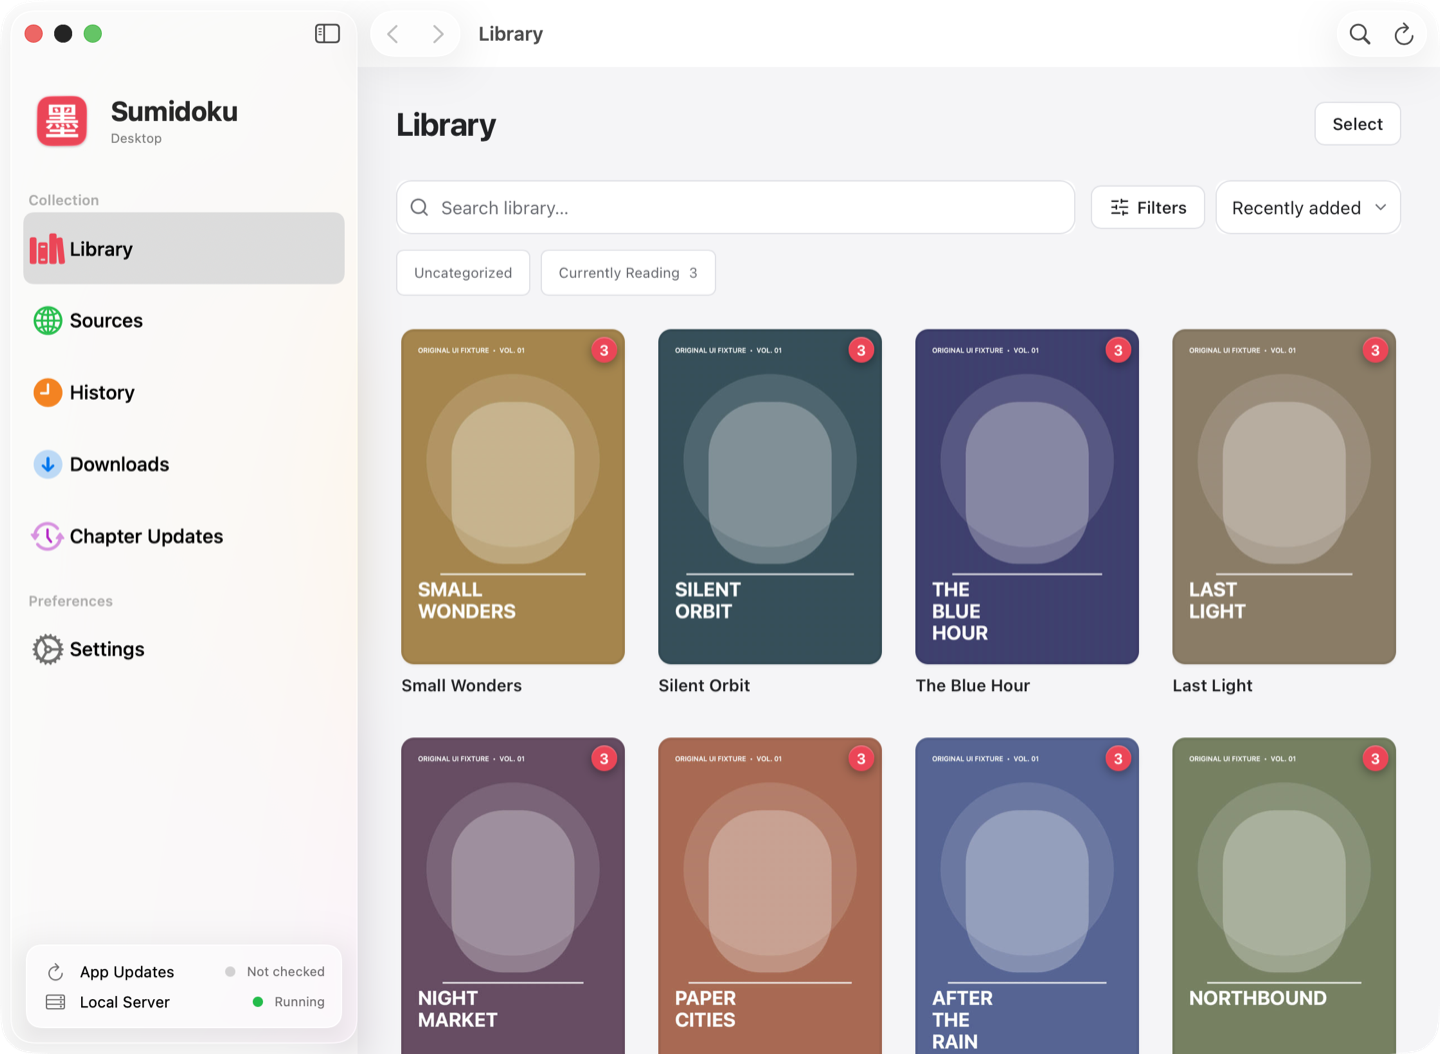 Library
墨
Sumidoku
Desktop
Collection
Library
Sources
History
Downloads
Chapter Updates
Preferences
Settings
App Updates
Not checked
Local Server
Running
Library
Select
Search library...
Filters
Recently added
Uncategorized
Currently Reading 3
ORIGINAL UI FIXTURE • VOL. 01
3
SMALL
WONDERS
Small Wonders
ORIGINAL UI FIXTURE • VOL. 01
3
SILENT
ORBIT
Silent Orbit
ORIGINAL UI FIXTURE • VOL. 01
3
THE
BLUE
HOUR
The Blue Hour
ORIGINAL UI FIXTURE • VOL. 01
3
LAST
LIGHT
Last Light
ORIGINAL UI FIXTURE • VOL. 01
3
NIGHT
MARKET
ORIGINAL UI FIXTURE • VOL. 01
3
PAPER
CITIES
ORIGINAL UI FIXTURE • VOL. 01
3
AFTER
THE
RAIN
ORIGINAL UI FIXTURE • VOL. 01
3
NORTHBOUND